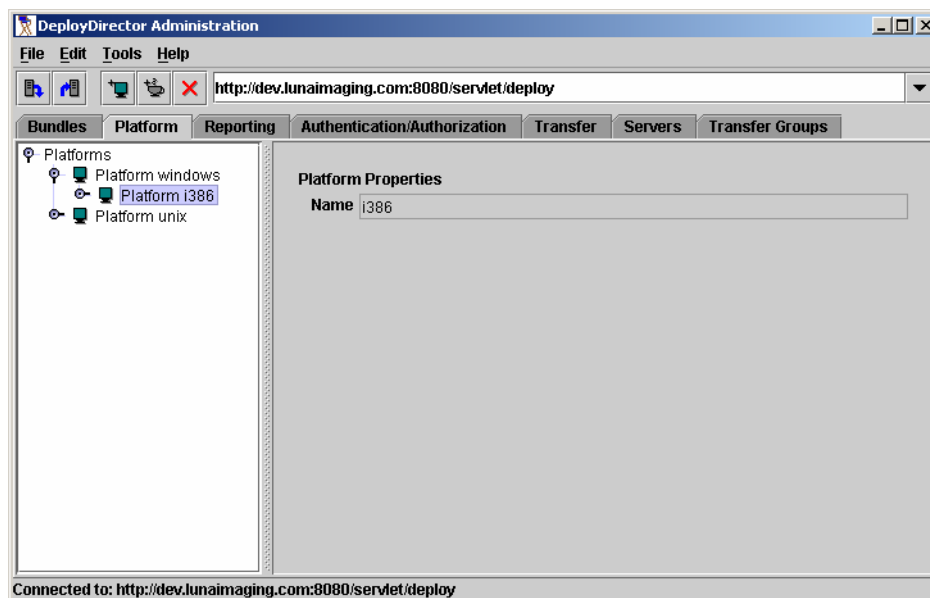 DeployDirector Administration
File Edit Tools Help
http://dev.lunaimaging.com:8080/servlet/deploy
Bundles Platform Reporting Authentication/Authorization Transfer Servers Transfer Groups
Platforms
Platform windows
Platform i386
Platform unix
Platform Properties
Name i386
Connected to: http://dev.lunaimaging.com:8080/servlet/deploy